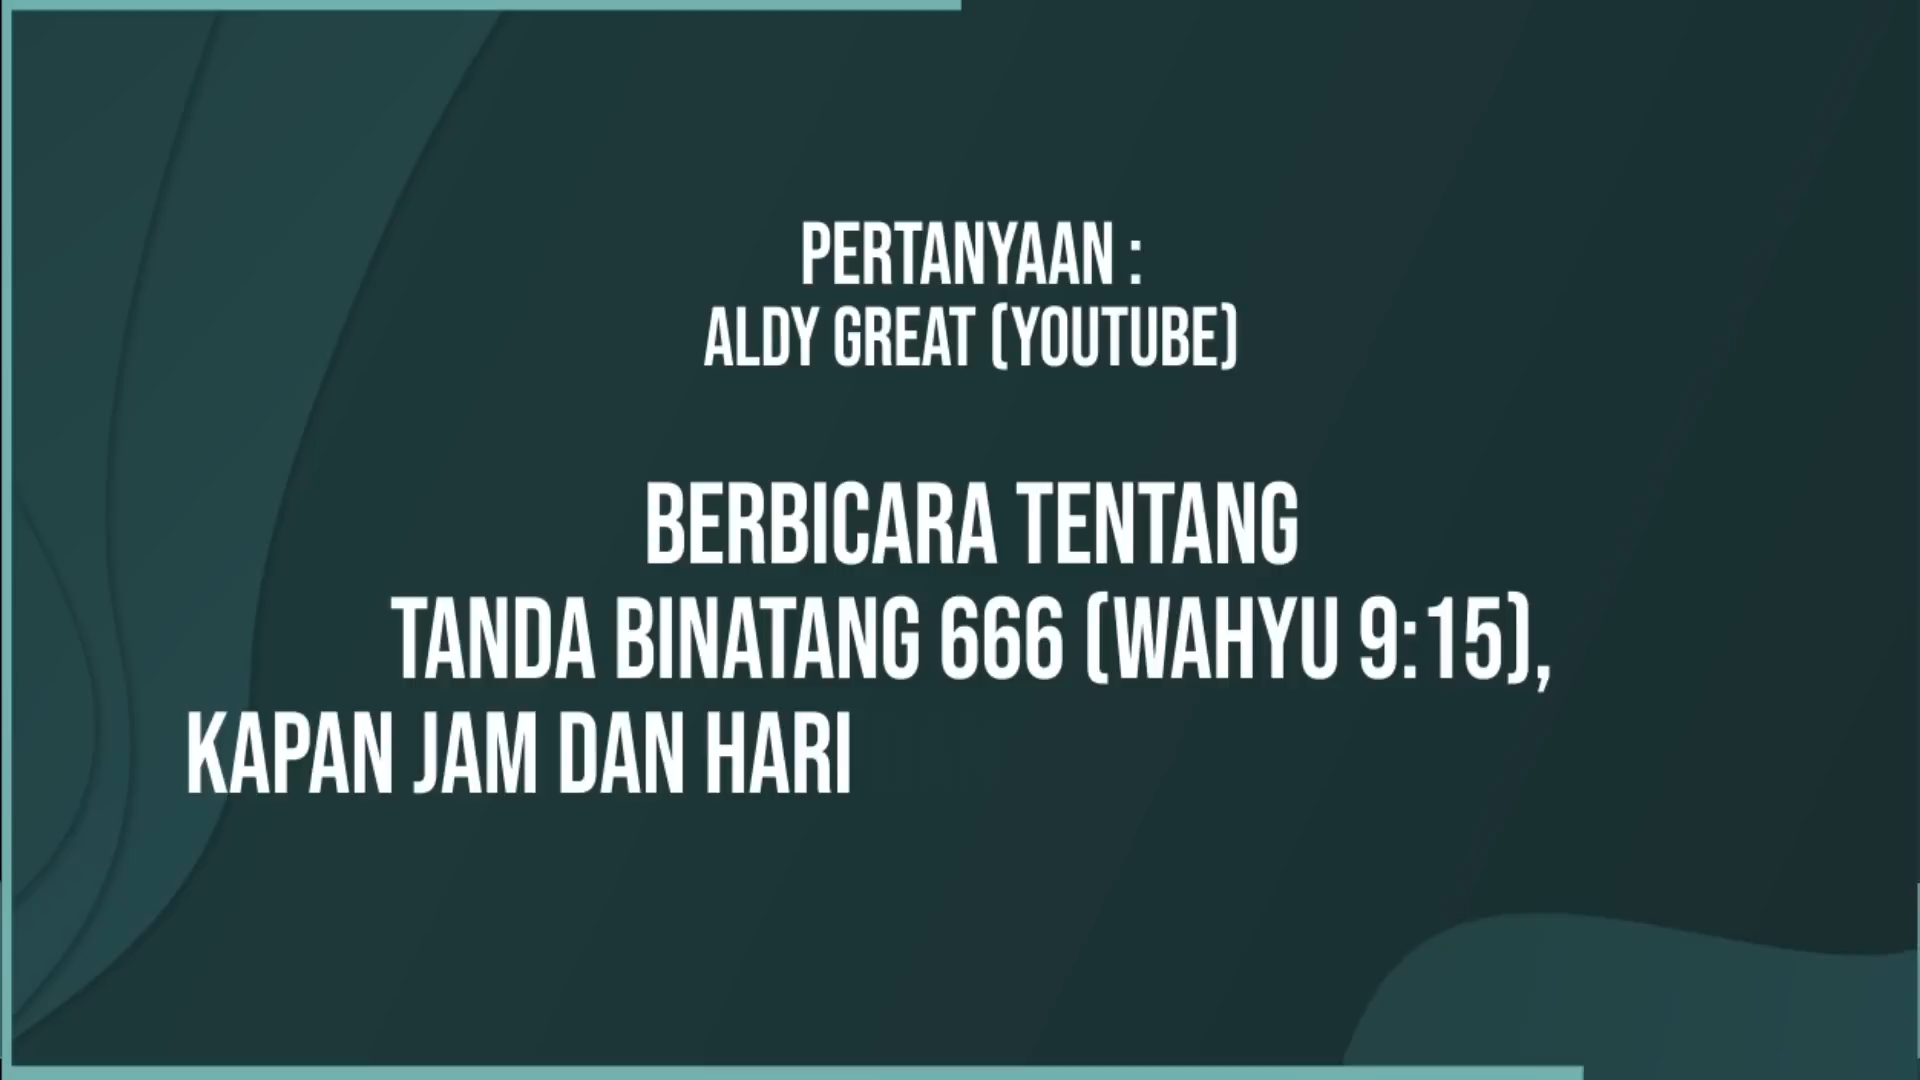 PERTANYAAN :
ALDY GREAT (YOUTUBE)
BERBICARA TENTANG
TANDA BINATANG 666 (WAHYU 9:15),
KAPAN JAM DAN HARI